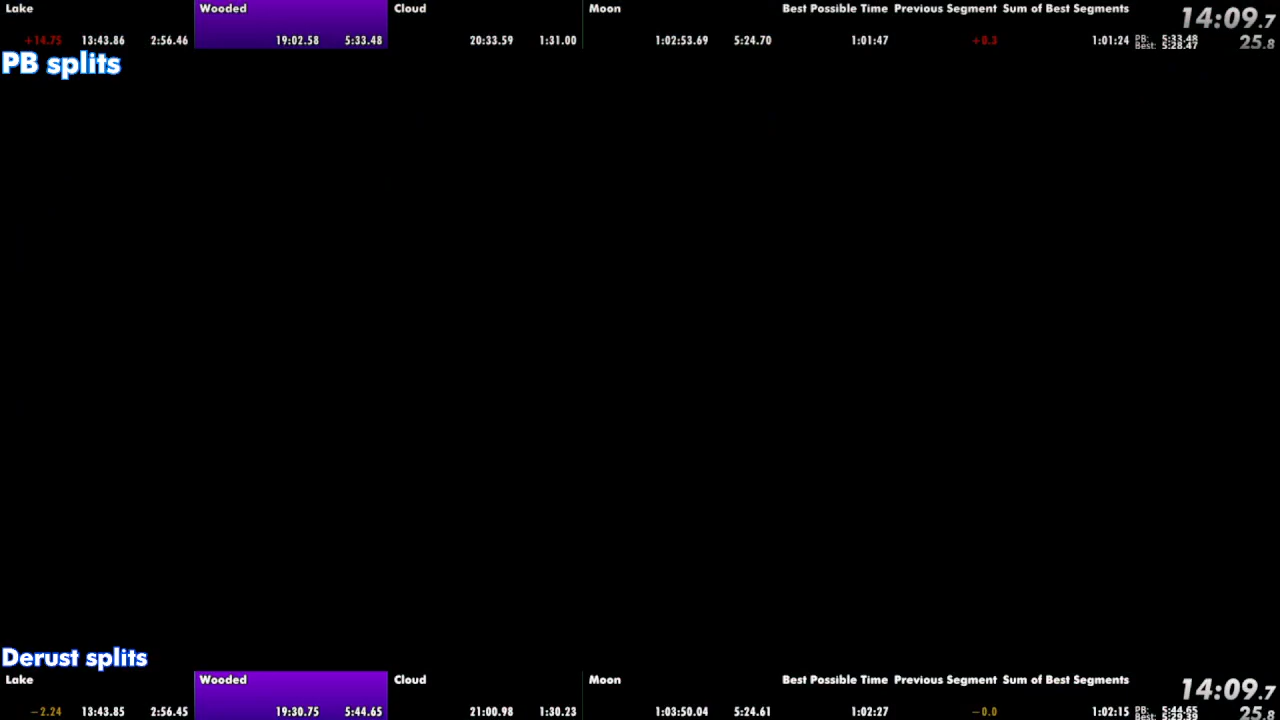 Lake Wooded Cloud Moon Best Possible Time Previous Segment Sum of Best Segments 14:09.7
+14.75 13:43.86 2:56.46 19:02.58 5:33.48 20:33.59 1:31.00 1:02:53.69 5:24.70 1:01:47 +0.3 1:01:24 PB: 5:33.48 25.8
Best: 5:28.47
PB splits
Derust splits
Lake Wooded Cloud Moon Best Possible Time Previous Segment Sum of Best Segments 14:09.7
−2.24 13:43.85 2:56.45 19:30.75 5:44.65 21:00.98 1:30.23 1:03:50.04 5:24.61 1:02:27 −0.0 1:02:15 PB: 5:44.65 25.8
Best: